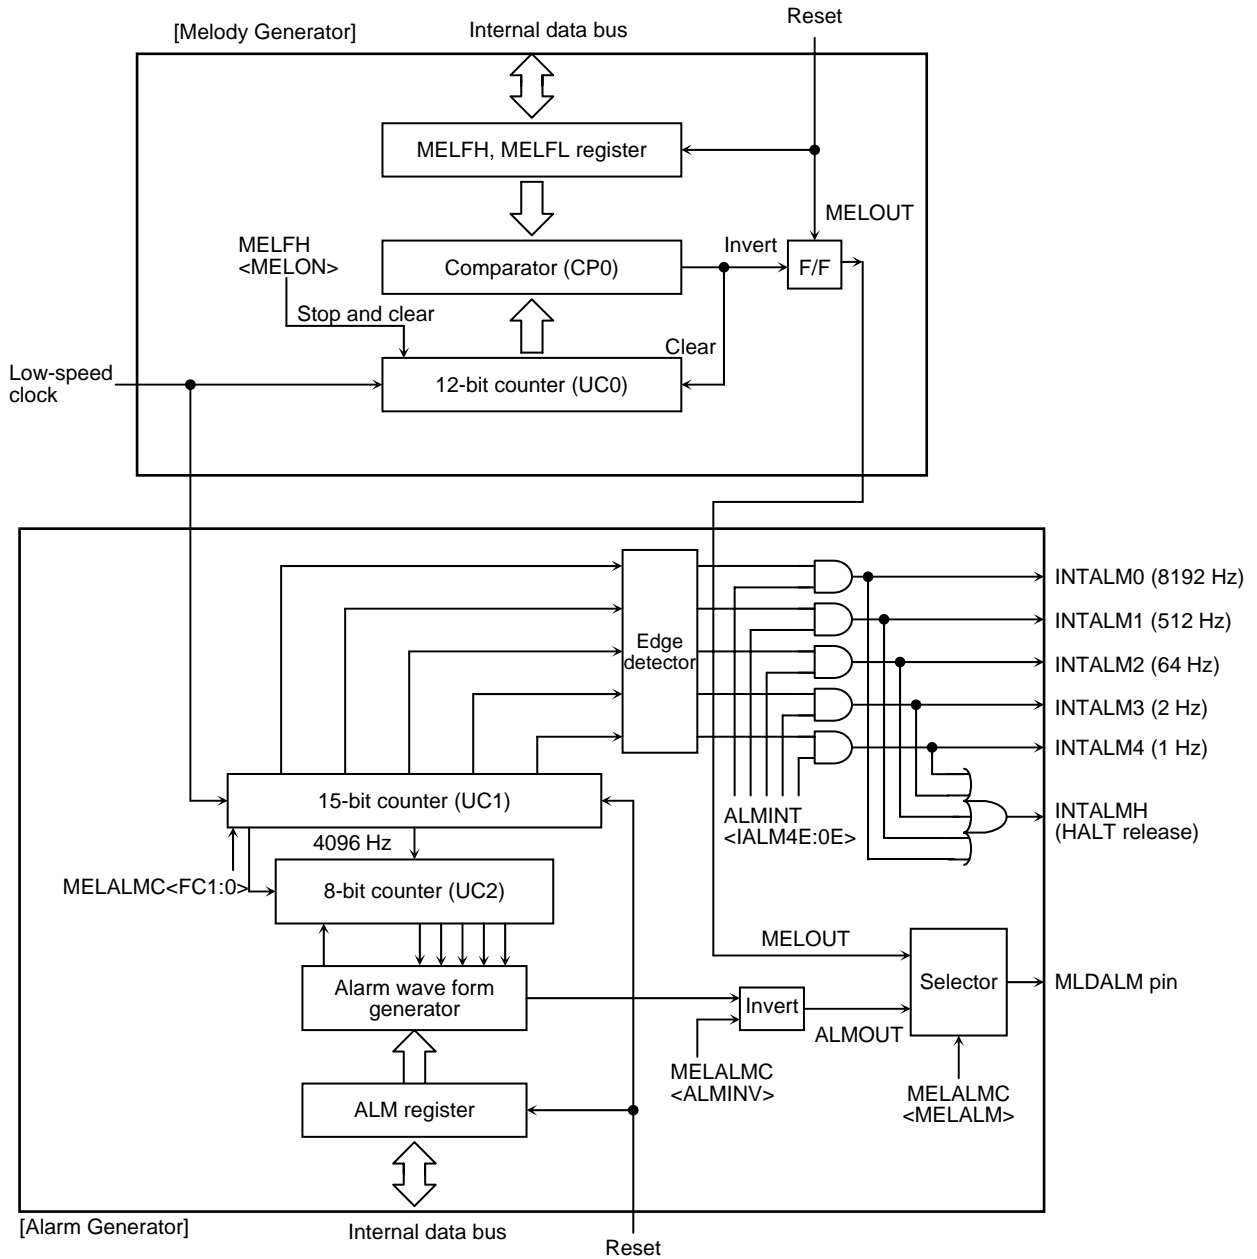 Reset
[Melody Generator]
Internal data bus
MELFH, MELFL register
MELOUT
MELFH
<MELON>
Invert
F/F
Comparator (CP0)
Stop and clear
Clear
Low-speed
clock
12-bit counter (UC0)
INTALM0 (8192 Hz)
INTALM1 (512 Hz)
Edge
detector
INTALM2 (64 Hz)
INTALM3 (2 Hz)
INTALM4 (1 Hz)
15-bit counter (UC1)
ALMINT
<IALM4E:0E>
INTALMH
(HALT release)
4096 Hz
MELALMC<FC1:0>
8-bit counter (UC2)
MELOUT
Alarm wave form
generator
Selector
MLDALM pin
Invert
ALMOUT
MELALMC
<ALMINV>
MELALMC
<MELALM>
ALM register
[Alarm Generator]
Internal data bus
Reset